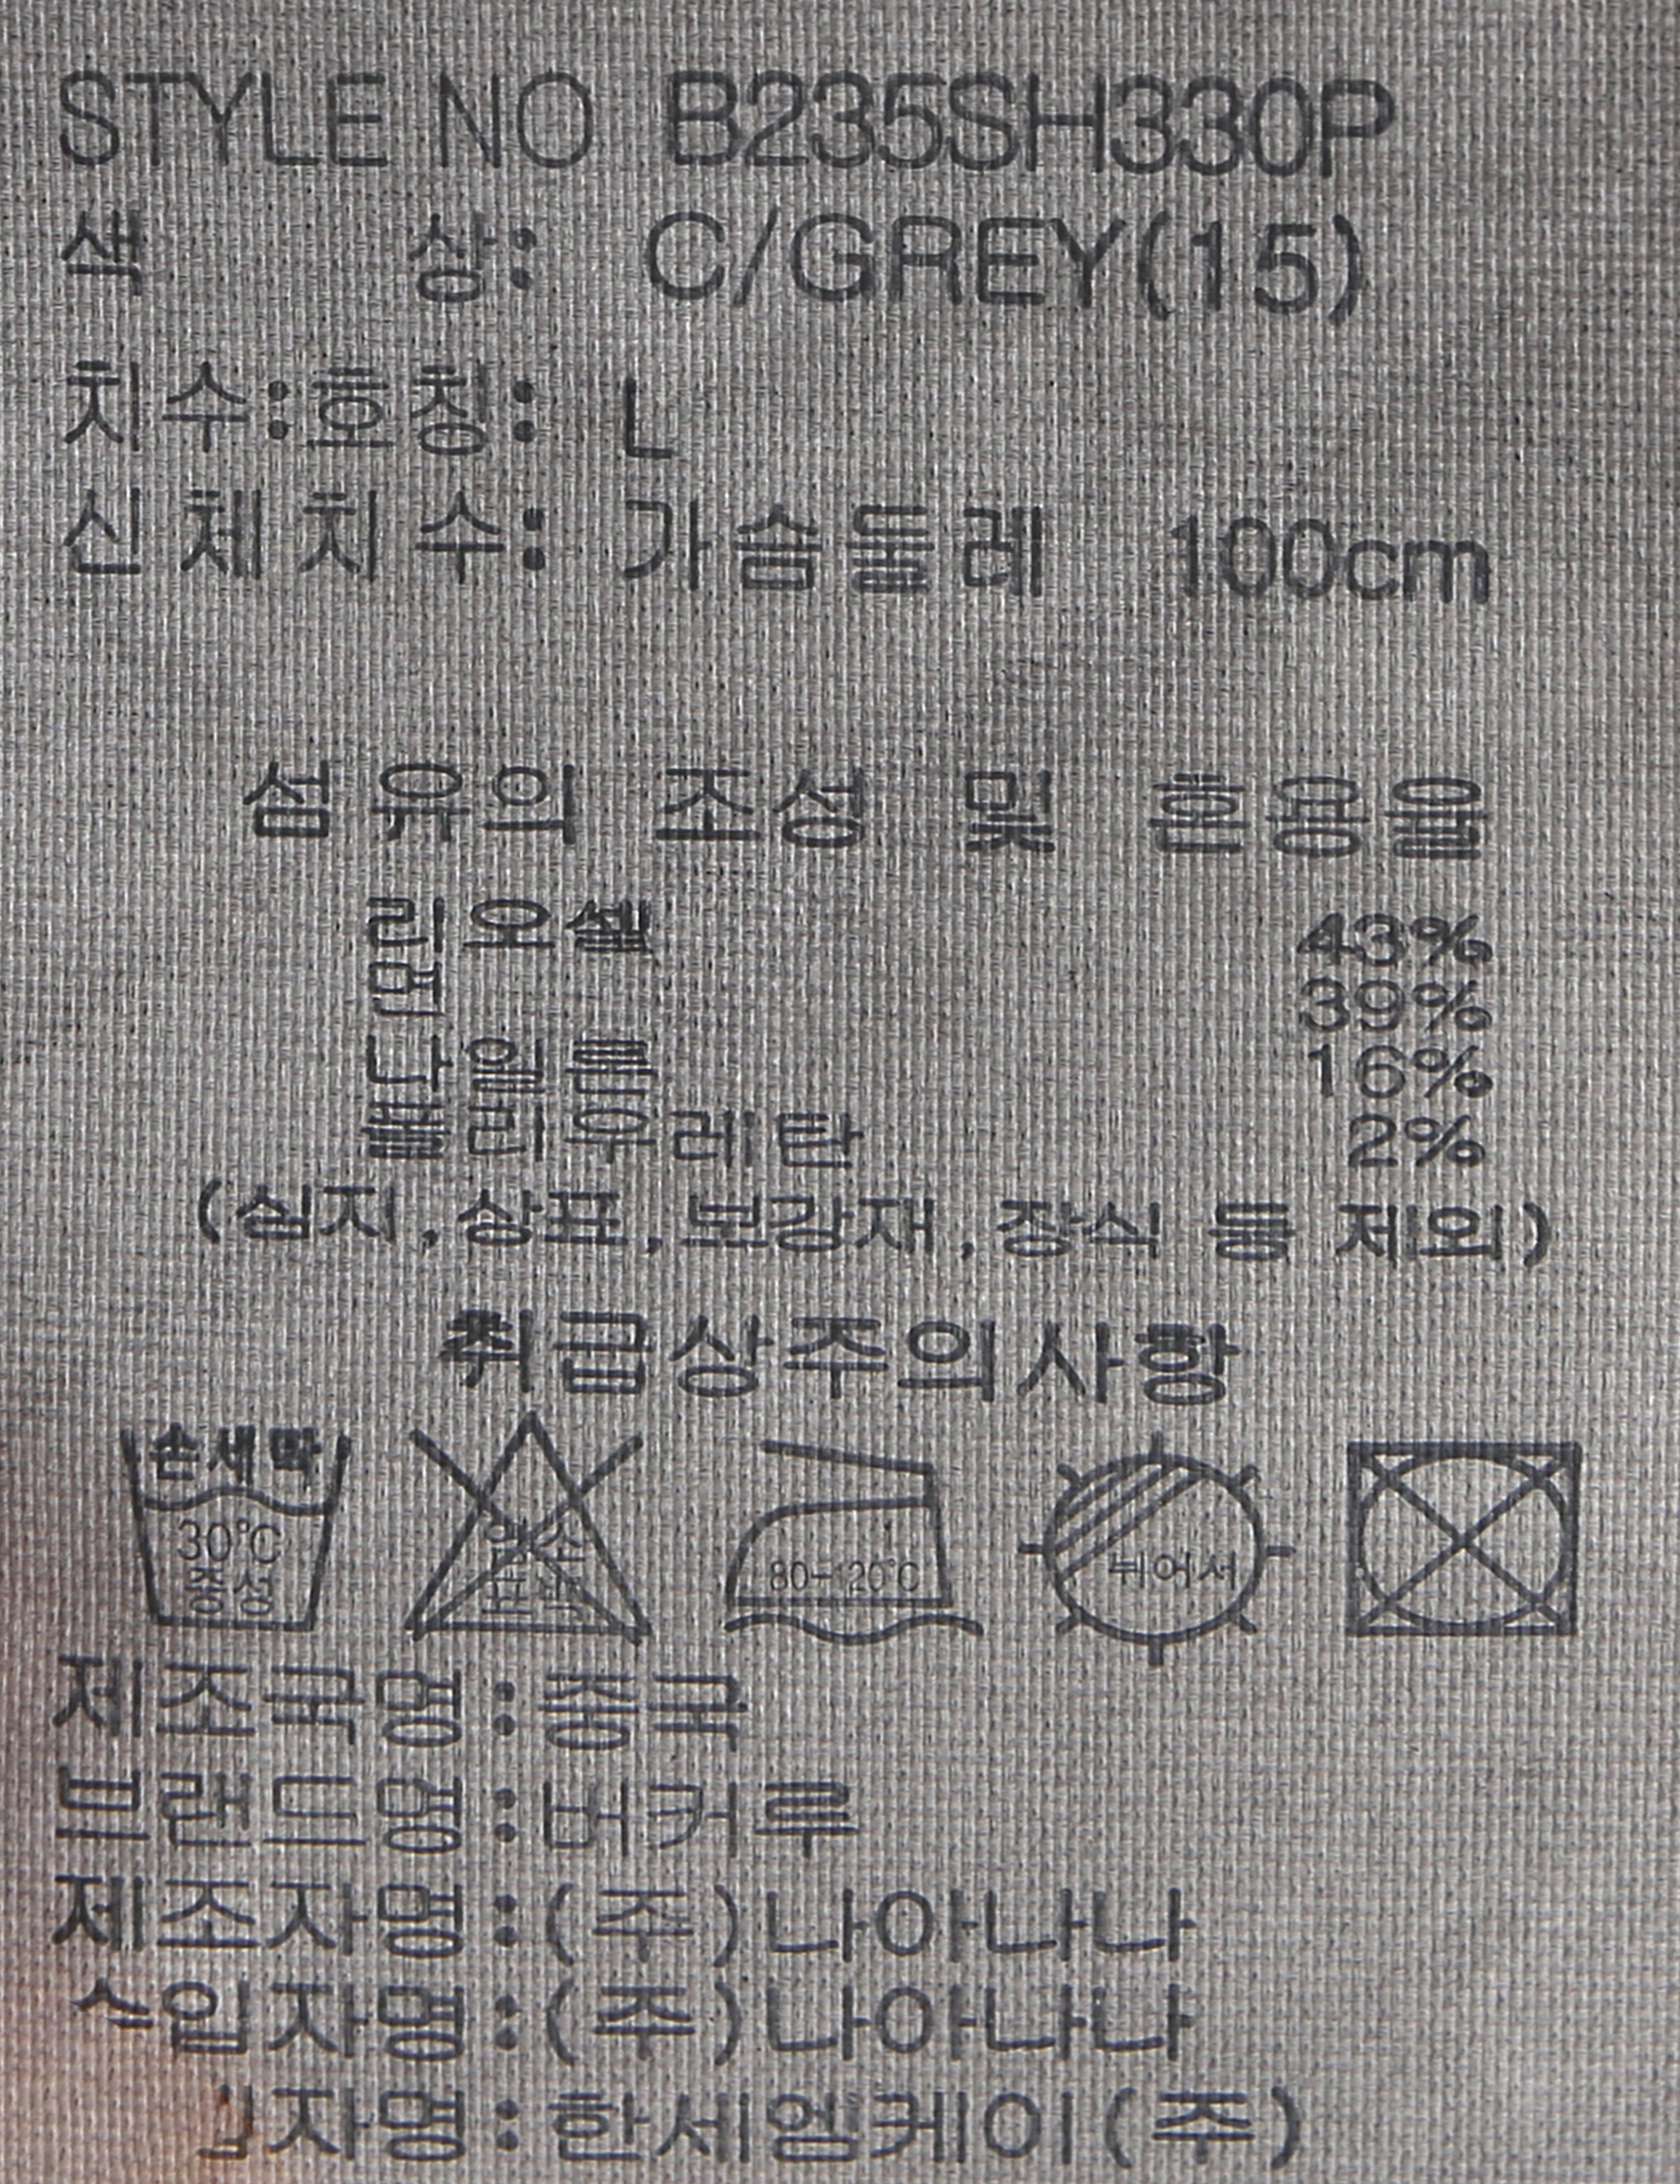 STYLE NO B235SH330P
색 상: C/GREY(15)
치수:호칭: L
신체치수: 가슴둘레 100cm
섬유의 조성 및 혼용율
린오셀 43%
면 39%
나일론 16%
폴리우레탄 2%
(심지,상표,보강재,장식 등 제외)
취급상주의사항
손세탁
30℃
중성
염소
표백
80-120℃
뉘어서
제조국명:중국
브랜드명:버커루
제조자명:(주)나아나나
수입자명:(주)나아나나
자명:한세엠케이(주)